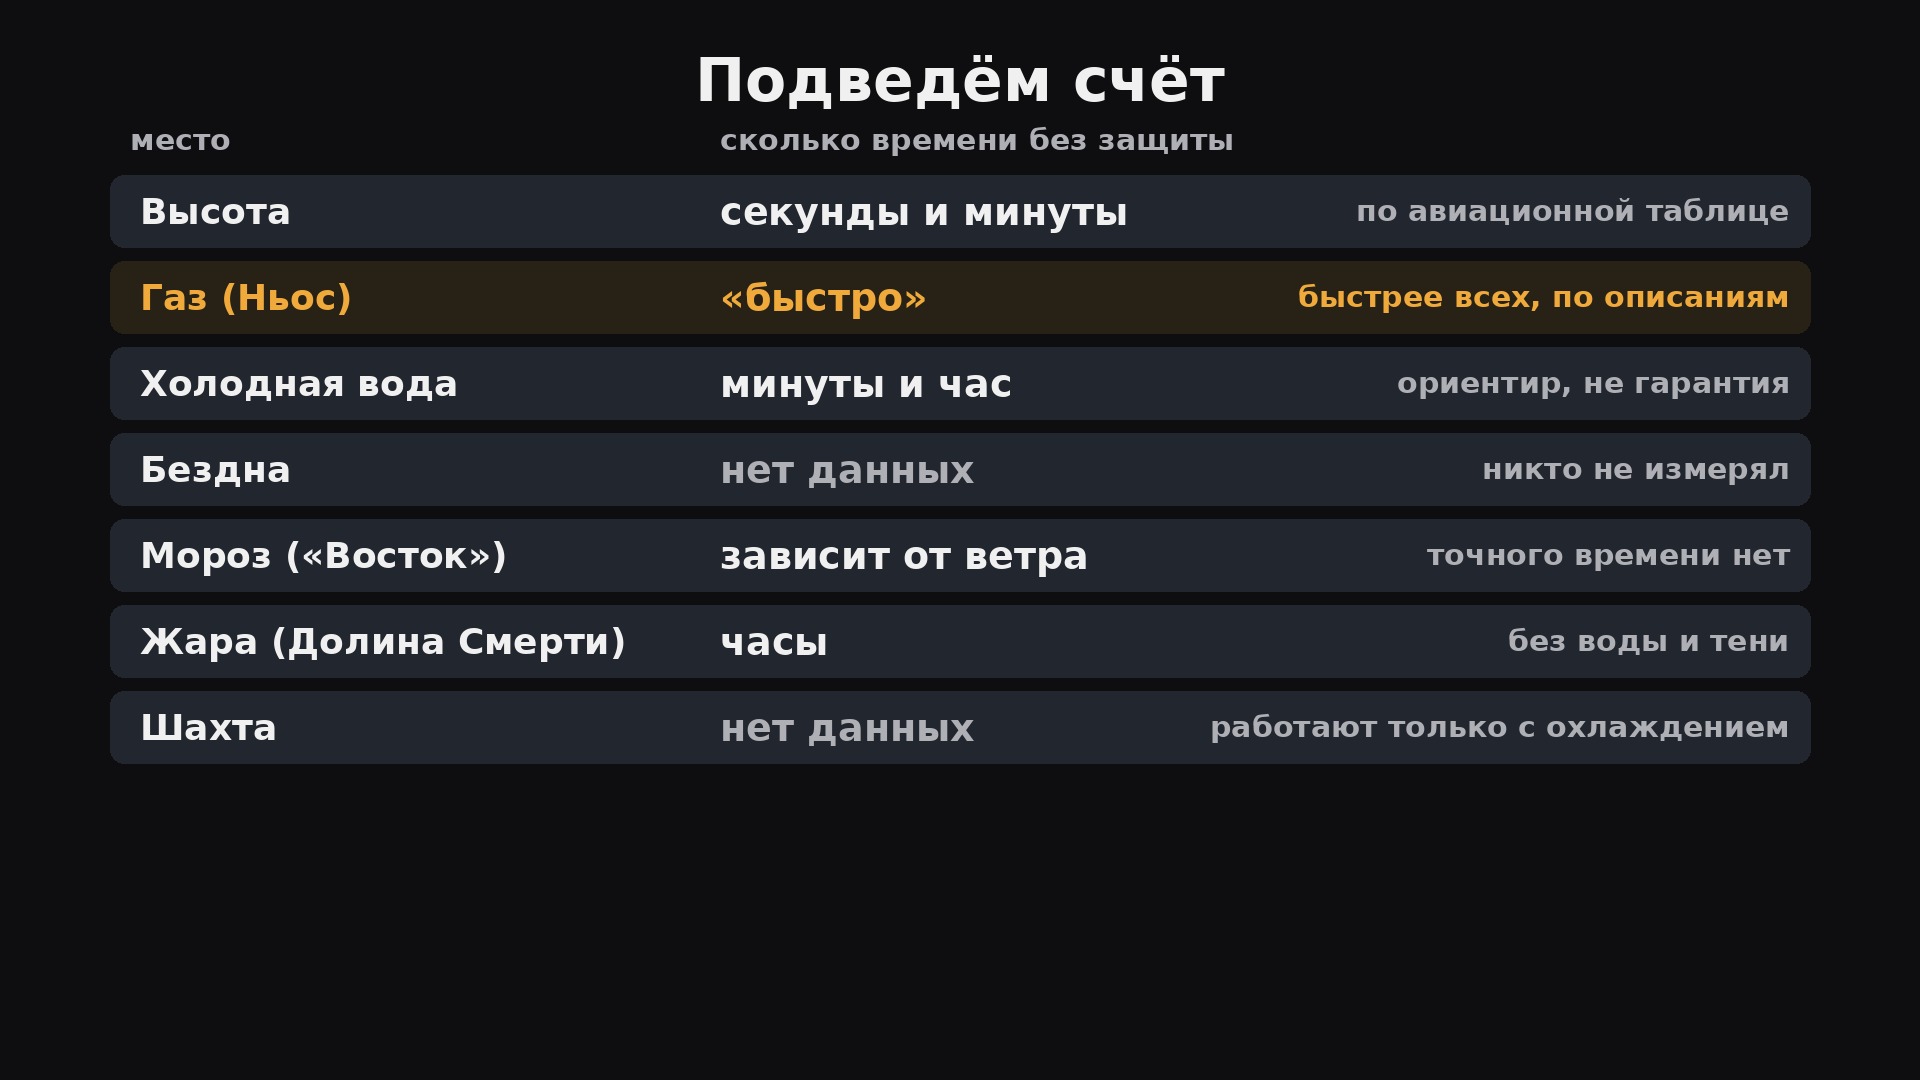 Подведём счёт
место сколько времени без защиты
Высота секунды и минуты по авиационной таблице
Газ (Ньос) «быстро» быстрее всех, по описаниям
Холодная вода минуты и час ориентир, не гарантия
Бездна нет данных никто не измерял
Мороз («Восток») зависит от ветра точного времени нет
Жара (Долина Смерти) часы без воды и тени
Шахта нет данных работают только с охлаждением